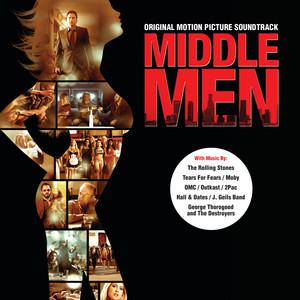 ORIGINAL MOTION PICTURE SOUNDTRACK
MIDDLE
MEN
With Music By:
The Rolling Stones
Tears For Fears / Moby
OMC / Outkast / 2Pac
Hall & Oates / J. Geils Band
George Thorogood
and The Destroyers